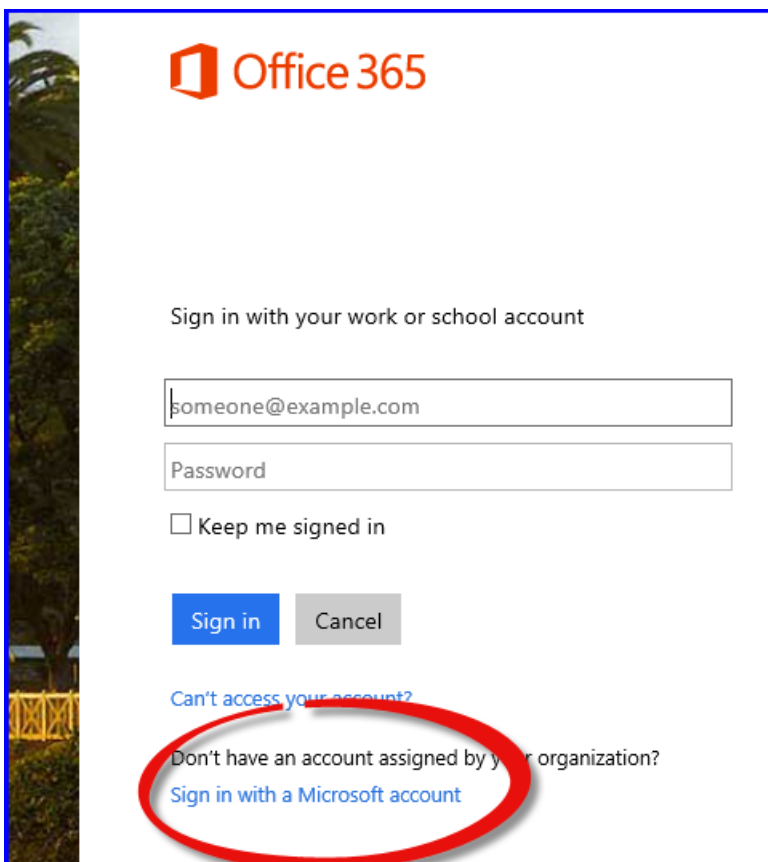 Office 365
Sign in with your work or school account
someone@example.com
Password
Keep me signed in
Sign in Cancel
Can't access your account?
Don't have an account assigned by your organization?
Sign in with a Microsoft account